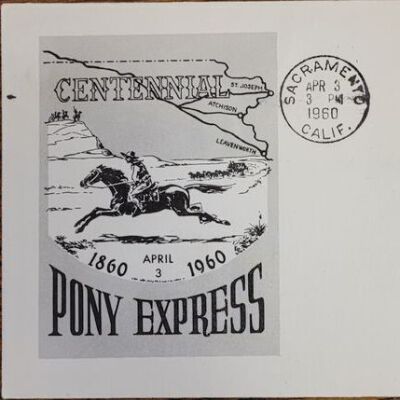 CENTENNIAL
ST. JOSEPH
ATCHISON
LEAVENWORTH
1860 APRIL 3 1960
PONY EXPRESS
SACRAMENTO
APR 3
3 PM
1960
CALIF.